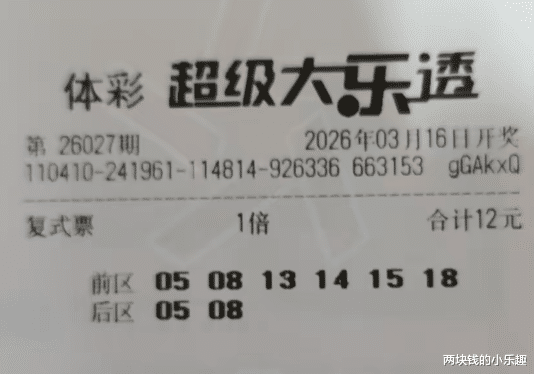 体彩 超级大乐透
第 26027期 2026年03月16日开奖
110410-241961-114814-926336 663153 gGAkxQ
复式票 1倍 合计12元
前区 05 08 13 14 15 18
后区 05 08
两块钱的小乐趣